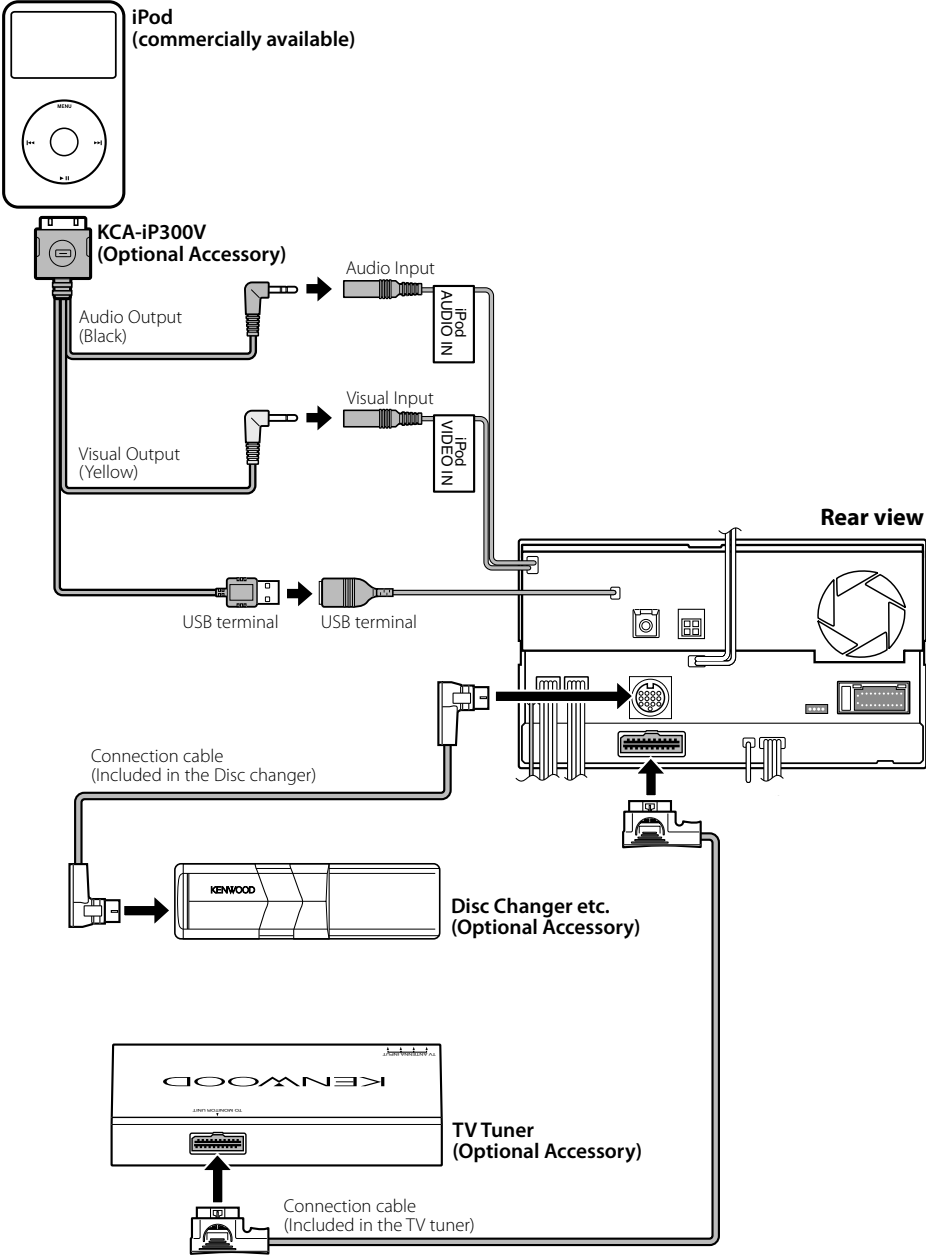 iPod
(commercially available)
MENU
KCA-iP300V
(Optional Accessory)
Audio Input
iPod
AUDIO IN
Audio Output
(Black)
Visual Input
iPod
VIDEO IN
Visual Output
(Yellow)
Rear view
USB terminal
USB terminal
Connection cable
(Included in the Disc changer)
KENWOOD
Disc Changer etc.
(Optional Accessory)
TV ANTENNA INPUT
KENWOOD
TO MONITOR UNIT
TV Tuner
(Optional Accessory)
Connection cable
(Included in the TV tuner)